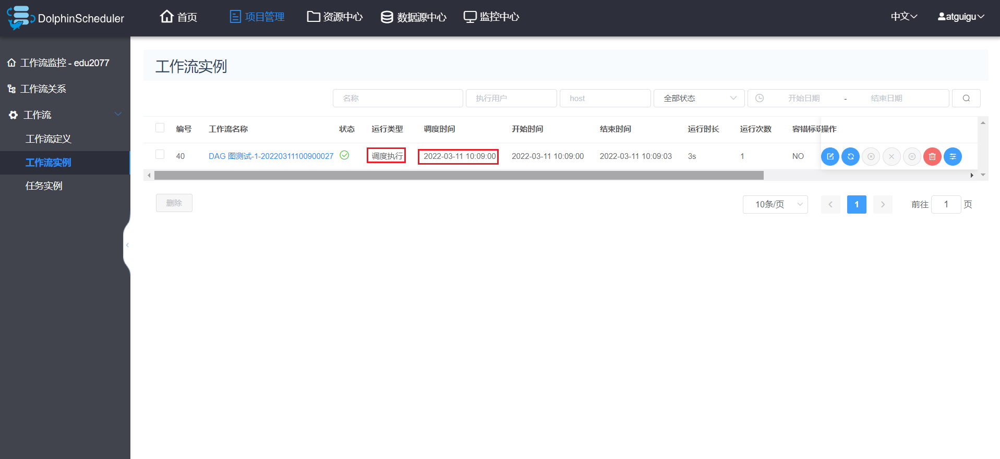 DolphinScheduler 首页 项目管理 资源中心 数据源中心 监控中心 中文 atguigu
工作流监控 - edu2077
工作流关系
工作流
工作流定义
工作流实例
任务实例
工作流实例
名称 执行用户 host 全部状态 开始日期 - 结束日期
编号 工作流名称 状态 运行类型 调度时间 开始时间 结束时间 运行时长 运行次数 容错标识 操作
40 DAG 图测试-1-20220311100900027 调度执行 2022-03-11 10:09:00 2022-03-11 10:09:00 2022-03-11 10:09:03 3s 1 NO
删除 10条/页 1 前往 1 页